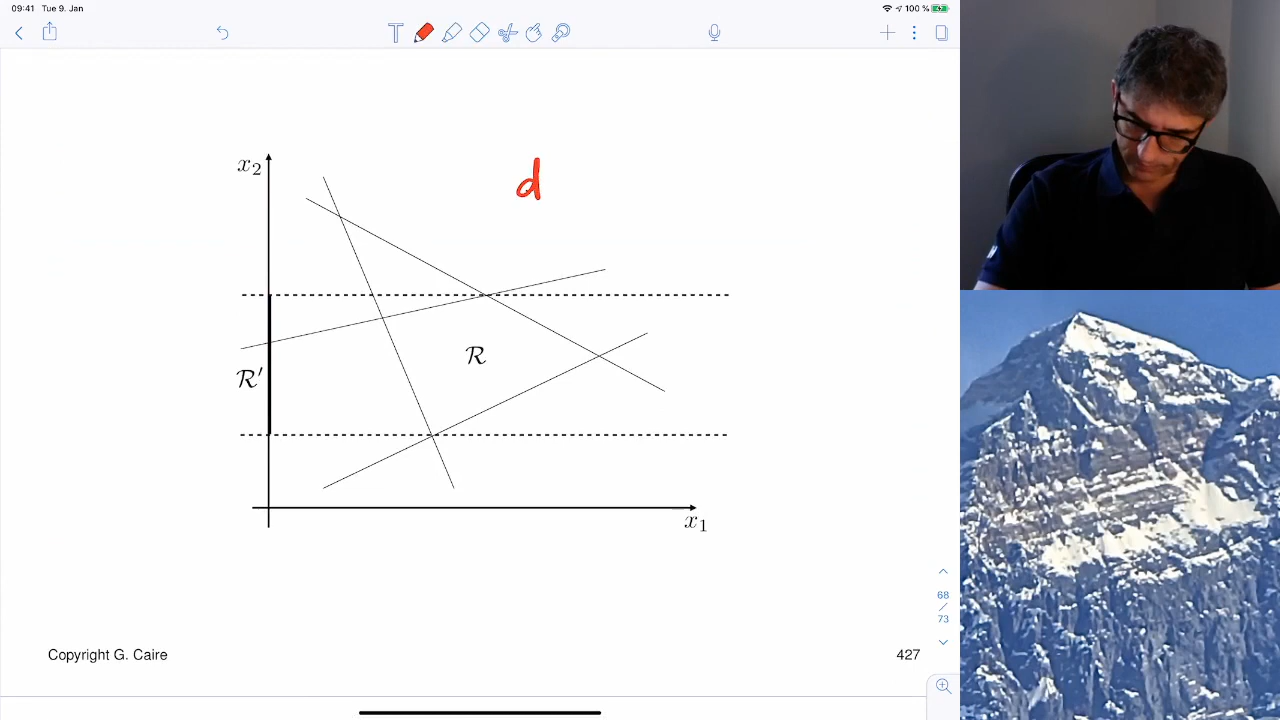 09:41 Tue 9. Jan 100 %
x2
d
R
R'
x1
68
/
73
Copyright G. Caire 427